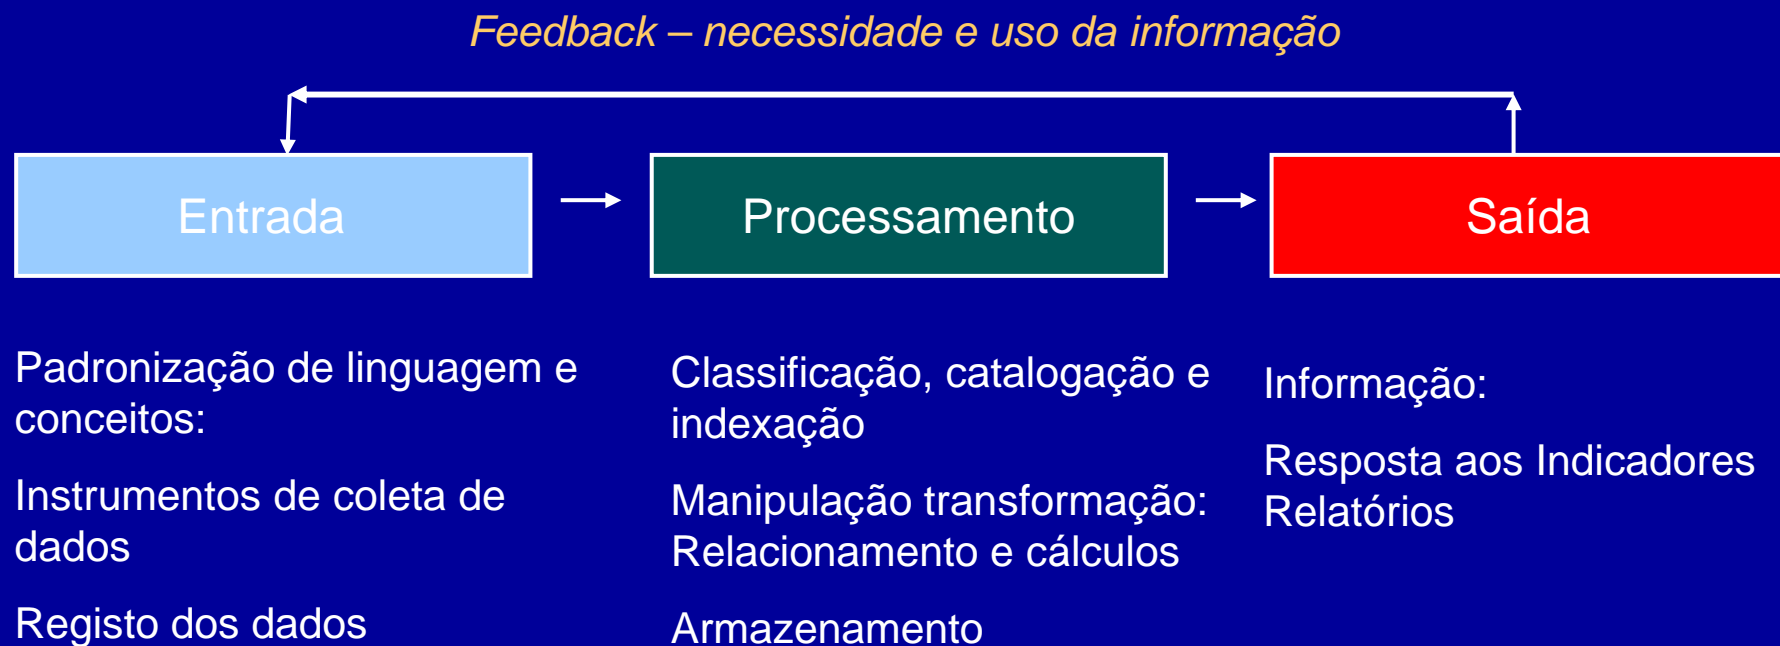 Feedback – necessidade e uso da informação
Entrada
Processamento
Saída
Padronização de linguagem e
conceitos:
Instrumentos de coleta de
dados
Registo dos dados
Classificação, catalogação e
indexação
Manipulação transformação:
Relacionamento e cálculos
Armazenamento
Informação:
Resposta aos Indicadores
Relatórios